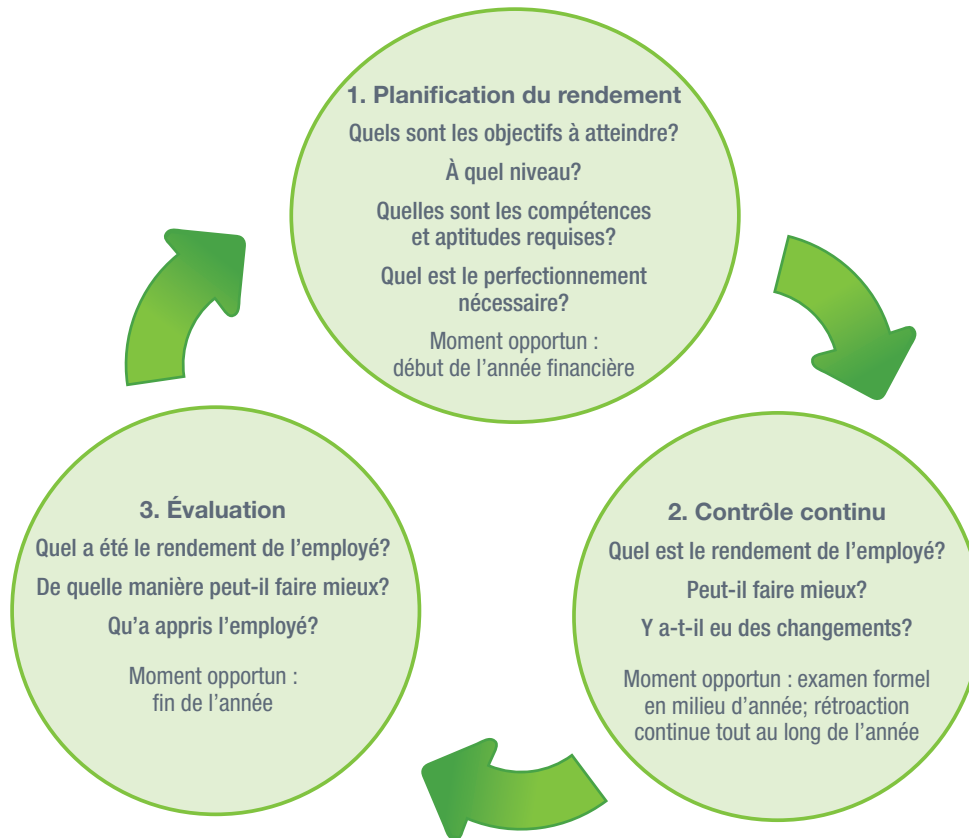 1. Planification du rendement
Quels sont les objectifs à atteindre?
À quel niveau?
Quelles sont les compétences
et aptitudes requises?
Quel est le perfectionnement
nécessaire?
Moment opportun :
début de l’année financière
2. Contrôle continu
Quel est le rendement de l’employé?
Peut-il faire mieux?
Y a-t-il eu des changements?
Moment opportun : examen formel
en milieu d’année; rétroaction
continue tout au long de l’année
3. Évaluation
Quel a été le rendement de l’employé?
De quelle manière peut-il faire mieux?
Qu’a appris l’employé?
Moment opportun :
fin de l’année